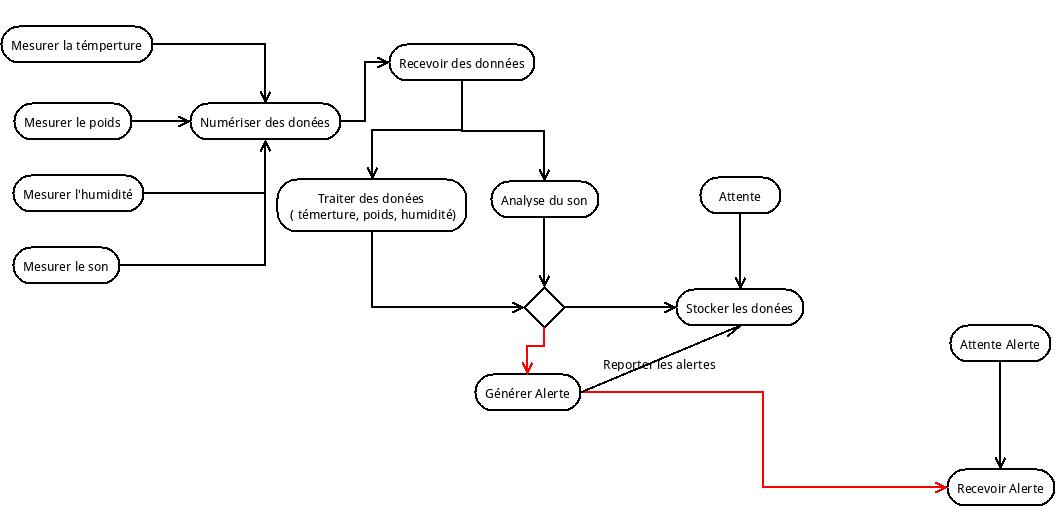 Mesurer la témperture
Recevoir des données
Mesurer le poids
Numériser des donées
Mesurer l'humidité
Traiter des donées
( témerture, poids, humidité)
Analyse du son
Attente
Mesurer le son
Stocker les donées
Attente Alerte
Reporter les alertes
Générer Alerte
Recevoir Alerte